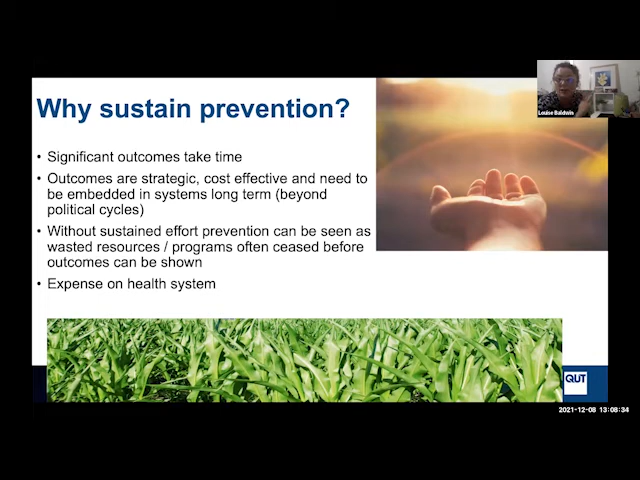 Louise Baldwin
Why sustain prevention?
• Significant outcomes take time
• Outcomes are strategic, cost effective and need to
be embedded in systems long term (beyond
political cycles)
• Without sustained effort prevention can be seen as
wasted resources / programs often ceased before
outcomes can be shown
• Expense on health system
QUT
2021-12-08 13:08:34